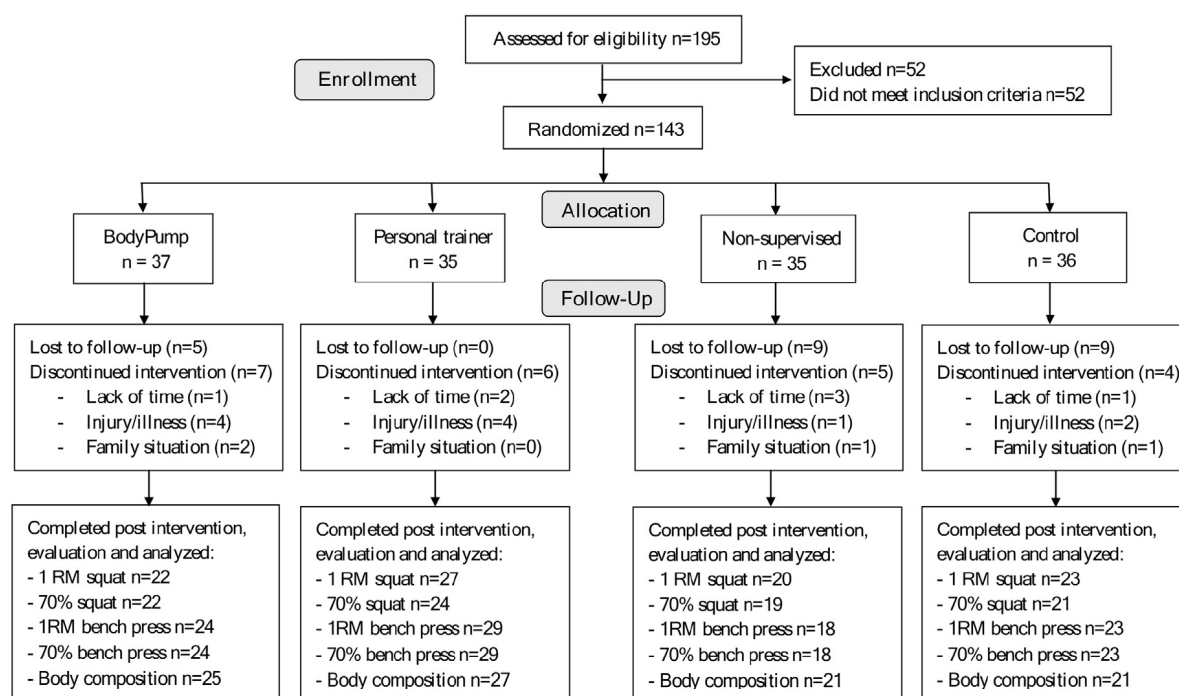 Assessed for eligibility n=195
Enrollment
Excluded n=52
Did not meet inclusion criteria n=52
Randomized n=143
Allocation
BodyPump
n = 37
Personal trainer
n = 35
Non-supervised
n = 35
Control
n = 36
Follow-Up
Lost to follow-up (n=5)
Discontinued intervention (n=7)
- Lack of time (n=1)
- Injury/illness (n=4)
- Family situation (n=2)
Lost to follow-up (n=0)
Discontinued intervention (n=6)
- Lack of time (n=2)
- Injury/illness (n=4)
- Family situation (n=0)
Lost to follow-up (n=9)
Discontinued intervention (n=5)
- Lack of time (n=3)
- Injury/illness (n=1)
- Family situation (n=1)
Lost to follow-up (n=9)
Discontinued intervention (n=4)
- Lack of time (n=1)
- Injury/illness (n=2)
- Family situation (n=1)
Completed post intervention,
evaluation and analyzed:
- 1 RM squat n=22
- 70% squat n=22
- 1RM bench press n=24
- 70% bench press n=24
- Body composition n=25
Completed post intervention,
evaluation and analyzed:
- 1 RM squat n=27
- 70% squat n=24
- 1RM bench press n=29
- 70% bench press n=29
- Body composition n=27
Completed post intervention,
evaluation and analyzed:
- 1 RM squat n=20
- 70% squat n=19
- 1RM bench press n=18
- 70% bench press n=18
- Body composition n=21
Completed post intervention,
evaluation and analyzed:
- 1 RM squat n=23
- 70% squat n=21
- 1RM bench press n=23
- 70% bench press n=23
- Body composition n=21